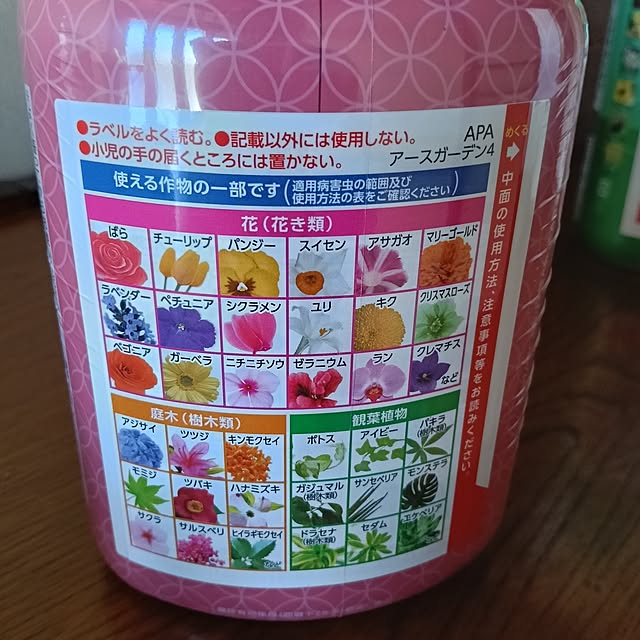 ●ラベルをよく読む。●記載以外には使用しない。
●小児の手の届くところには置かない。
APA
アースガーデン4
めくる
中面の使用方法、注意事項等をお読みください
使える作物の一部です(適用病害虫の範囲及び
使用方法の表をご確認ください)
花(花き類)
ばら チューリップ パンジー スイセン アサガオ マリーゴールド
ラベンダー ペチュニア シクラメン ユリ キク クリスマスローズ
ベゴニア ガーベラ ニチニチソウ ゼラニウム ラン クレマチス
など
庭木(樹木類)
アジサイ ツツジ キンモクセイ
モミジ ツバキ ハナミズキ
サクラ サルスベリ ヒイラギモクセイ
など
観葉植物
ポトス アイビー パキラ
(樹木類)
ガジュマル サンセベリア モンステラ
(樹木類)
ドラセナ セダム エケベリア
(樹木類)